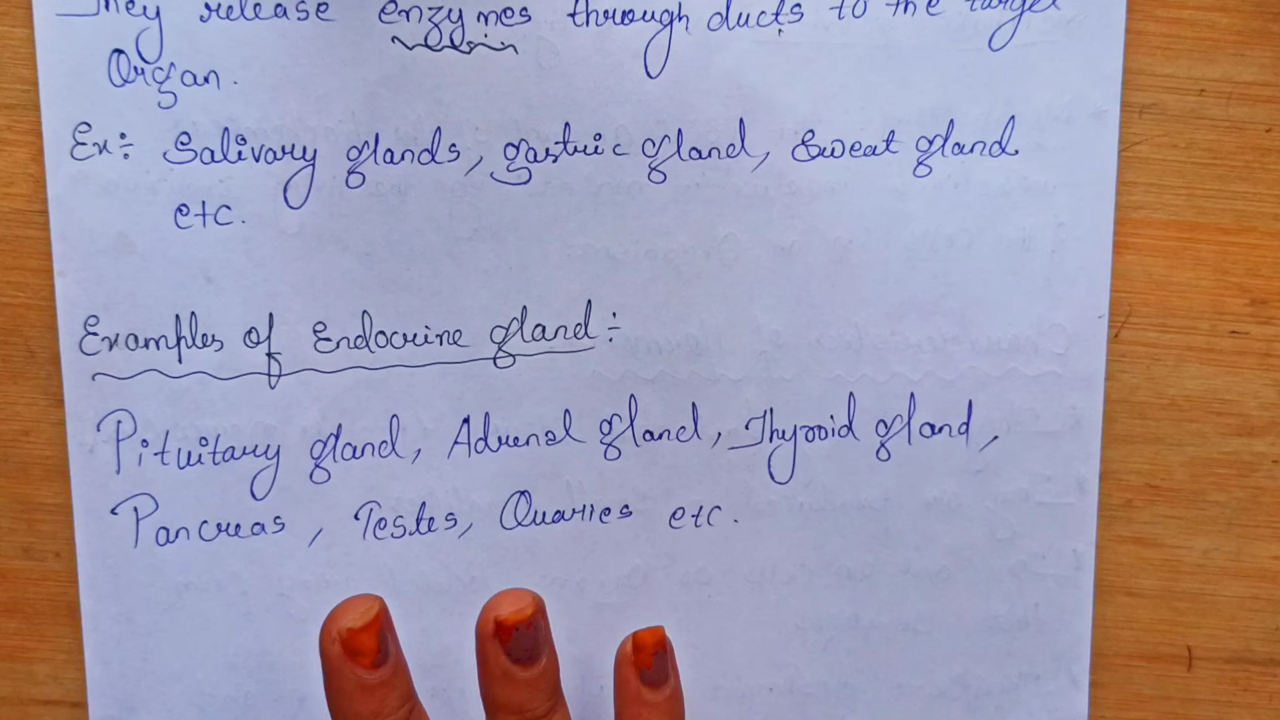 They release enzymes through ducts to the target
Organ.
Ex:- Salivary glands, gastric gland, Sweat gland
etc.
Examples of Endocrine gland :-
Pituitary gland, Adrenal gland, Thyroid gland,
Pancreas, Testes, Ovaries etc.